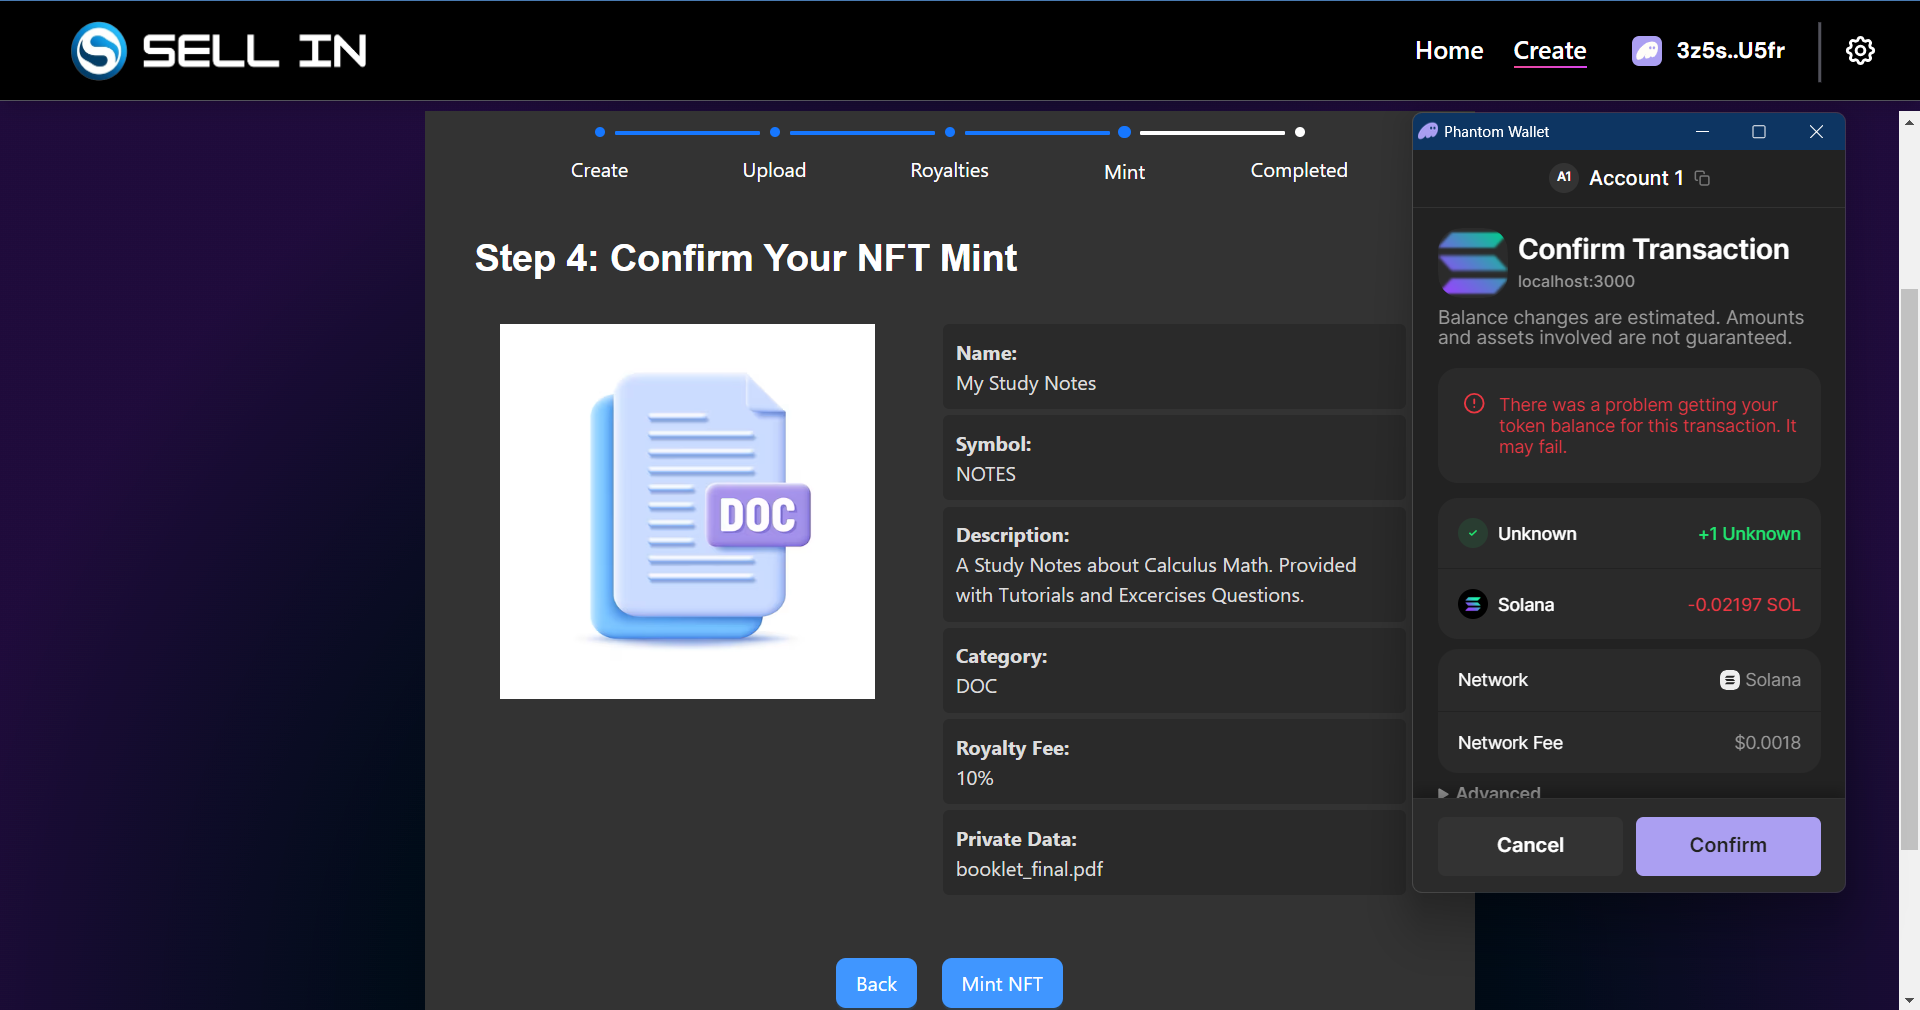 SELL IN
Home
Create
3z5s..U5fr
Create
Upload
Royalties
Mint
Completed
Step 4: Confirm Your NFT Mint
DOC
Name:
My Study Notes
Symbol:
NOTES
Description:
A Study Notes about Calculus Math. Provided
with Tutorials and Excercises Questions.
Category:
DOC
Royalty Fee:
10%
Private Data:
booklet_final.pdf
Back
Mint NFT
Phantom Wallet
A1
Account 1
Confirm Transaction
localhost:3000
Balance changes are estimated. Amounts
and assets involved are not guaranteed.
There was a problem getting your
token balance for this transaction. It
may fail.
Unknown
+1 Unknown
Solana
-0.02197 SOL
Network
Solana
Network Fee
$0.0018
Advanced
Cancel
Confirm